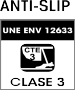 ANTI-SLIP
UNE ENV 12633
CTE
3
CLASE 3